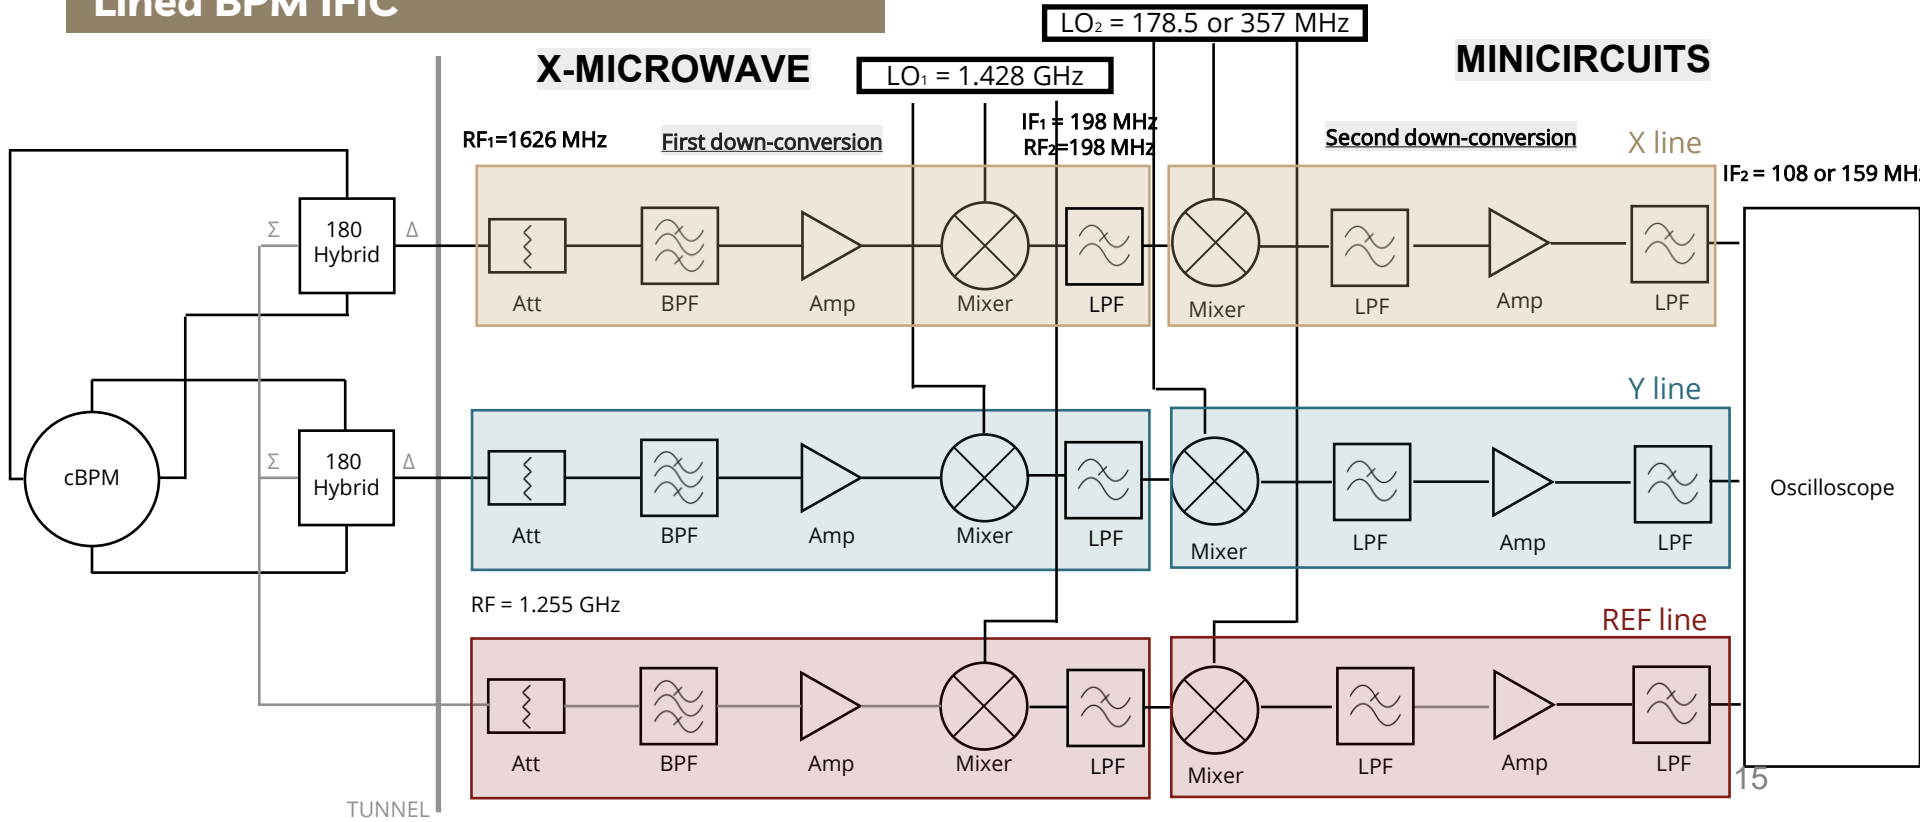 Lined BPM IFIC
LO₂ = 178.5 or 357 MHz
X-MICROWAVE
MINICIRCUITS
LO₁ = 1.428 GHz
RF₁=1626 MHz
First down-conversion
IF₁ = 198 MHz
RF₂=198 MHz
Second down-conversion
X line
IF₂ = 108 or 159 MHz
Σ
180
Hybrid
Δ
Att
BPF
Amp
Mixer
LPF
Mixer
LPF
Amp
LPF
Y line
cBPM
Σ
180
Hybrid
Δ
Att
BPF
Amp
Mixer
LPF
Mixer
LPF
Amp
LPF
Oscilloscope
RF = 1.255 GHz
REF line
Att
BPF
Amp
Mixer
LPF
Mixer
LPF
Amp
LPF
15
TUNNEL